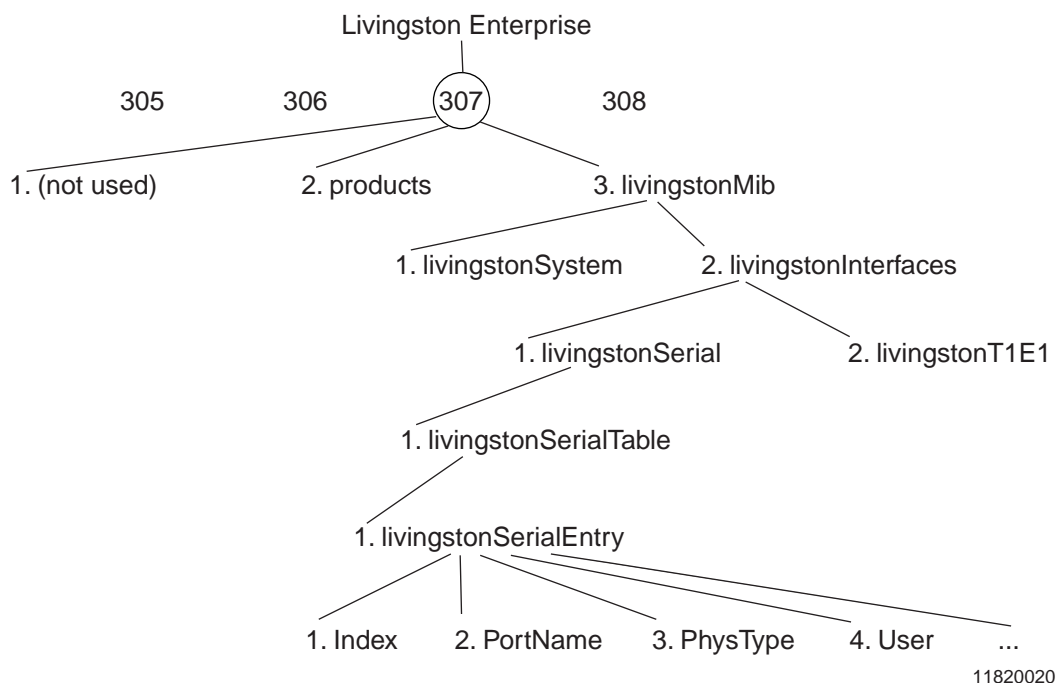 Livingston Enterprise
305 306 307 308
1. (not used) 2. products 3. livingstonMib
1. livingstonSystem 2. livingstonInterfaces
1. livingstonSerial 2. livingstonT1E1
1. livingstonSerialTable
1. livingstonSerialEntry
1. Index 2. PortName 3. PhysType 4. User ...
11820020